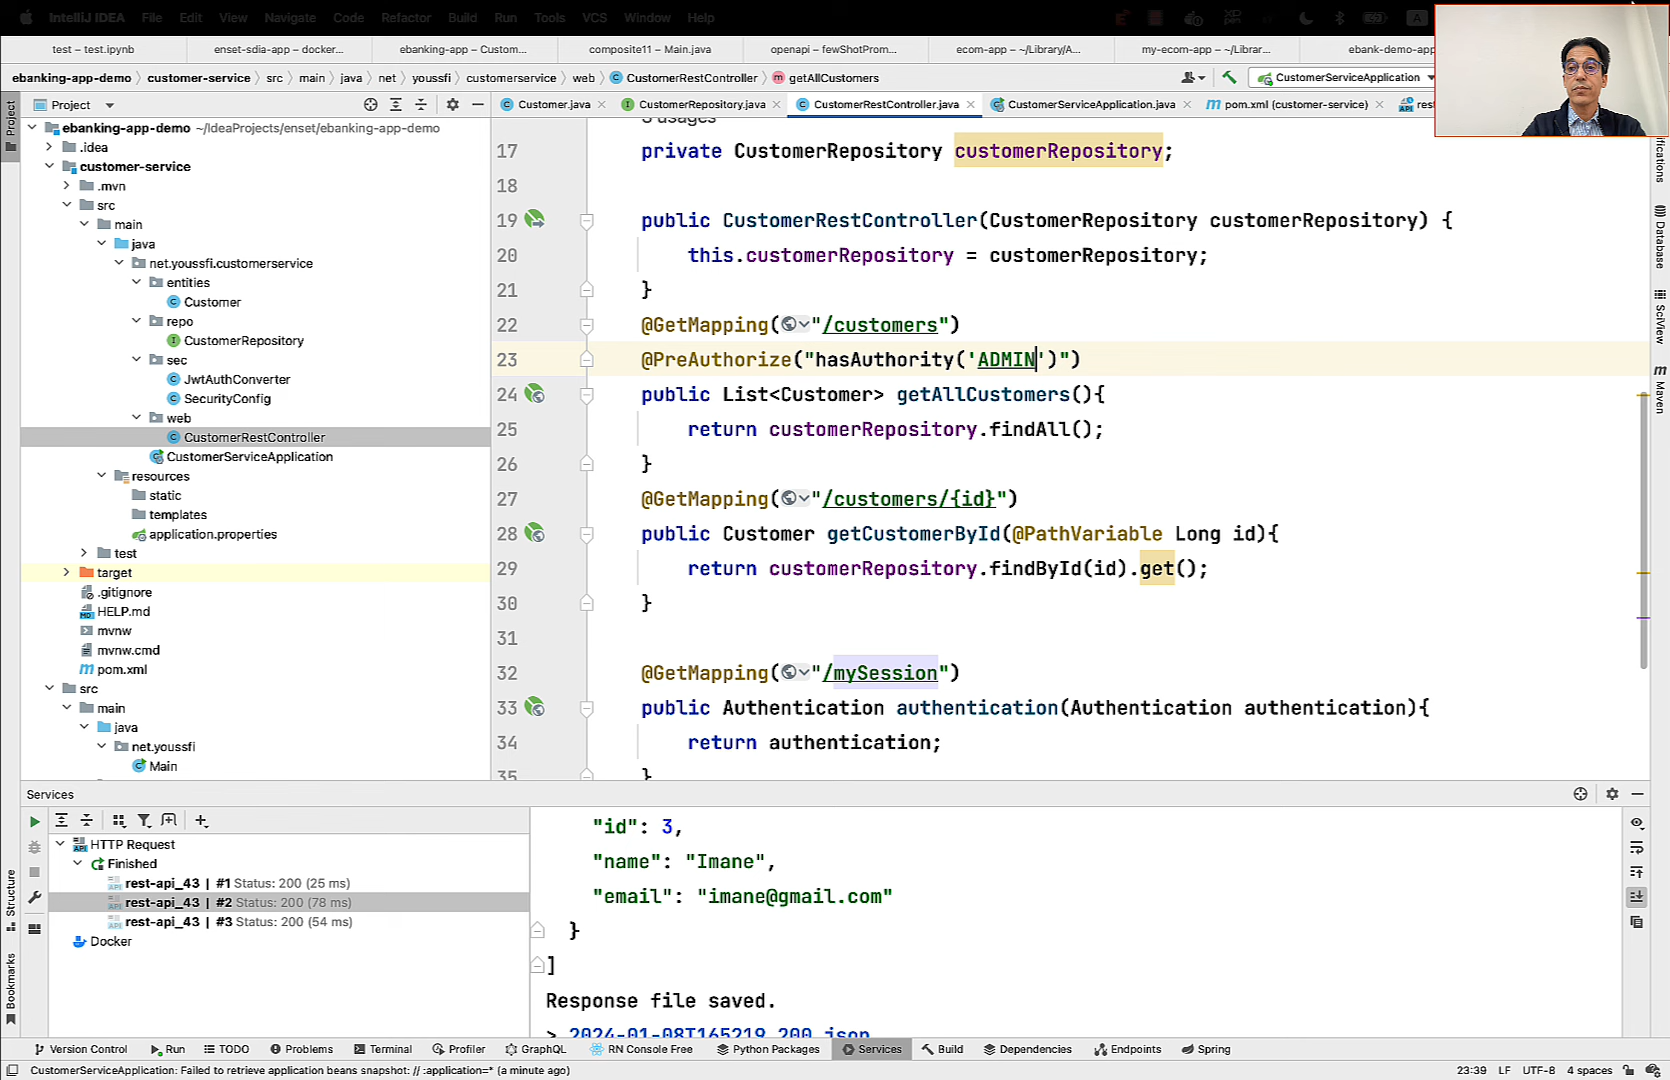 IntelliJ IDEA File Edit View Navigate Code Refactor Build Run Tools VCS Window Help
test – test.ipynb enset-sdia-app – docker... ebanking-app – Custom... composite11 – Main.java openapi – fewShotProm... ecom-app – ~/Library/A... my-ecom-app – ~/Librar... ebank-demo-app
ebanking-app-demo customer-service src main java net youssfi customerservice web CustomerRestController getAllCustomers CustomerServiceApplication
Project Customer.java CustomerRepository.java CustomerRestController.java CustomerServiceApplication.java pom.xml (customer-service) rest
ebanking-app-demo ~/IdeaProjects/enset/ebanking-app-demo
.idea
customer-service
.mvn
src
main
java
net.youssfi.customerservice
entities
Customer
repo
CustomerRepository
sec
JwtAuthConverter
SecurityConfig
web
CustomerRestController
CustomerServiceApplication
resources
static
templates
application.properties
test
target
.gitignore
HELP.md
mvnw
mvnw.cmd
pom.xml
src
main
java
net.youssfi
Main
3 usages
17 private CustomerRepository customerRepository;
18
19 public CustomerRestController(CustomerRepository customerRepository) {
20 this.customerRepository = customerRepository;
21 }
22 @GetMapping("/customers")
23 @PreAuthorize("hasAuthority('ADMIN')")
24 public List<Customer> getAllCustomers(){
25 return customerRepository.findAll();
26 }
27 @GetMapping("/customers/{id}")
28 public Customer getCustomerById(@PathVariable Long id){
29 return customerRepository.findById(id).get();
30 }
31
32 @GetMapping("/mySession")
33 public Authentication authentication(Authentication authentication){
34 return authentication;
35 }
Project
Structure
Bookmarks
Database
SciView
Maven
Services
HTTP Request
Finished
rest-api_43 | #1 Status: 200 (25 ms)
rest-api_43 | #2 Status: 200 (78 ms)
rest-api_43 | #3 Status: 200 (54 ms)
Docker
"id": 3,
"name": "Imane",
"email": "imane@gmail.com"
}
]
Response file saved.
> 2024-01-08T165219.200.json
Version Control Run TODO Problems Terminal Profiler GraphQL RN Console Free Python Packages Services Build Dependencies Endpoints Spring
CustomerServiceApplication: Failed to retrieve application beans snapshot: // :application=* (a minute ago) 23:39 LF UTF-8 4 spaces